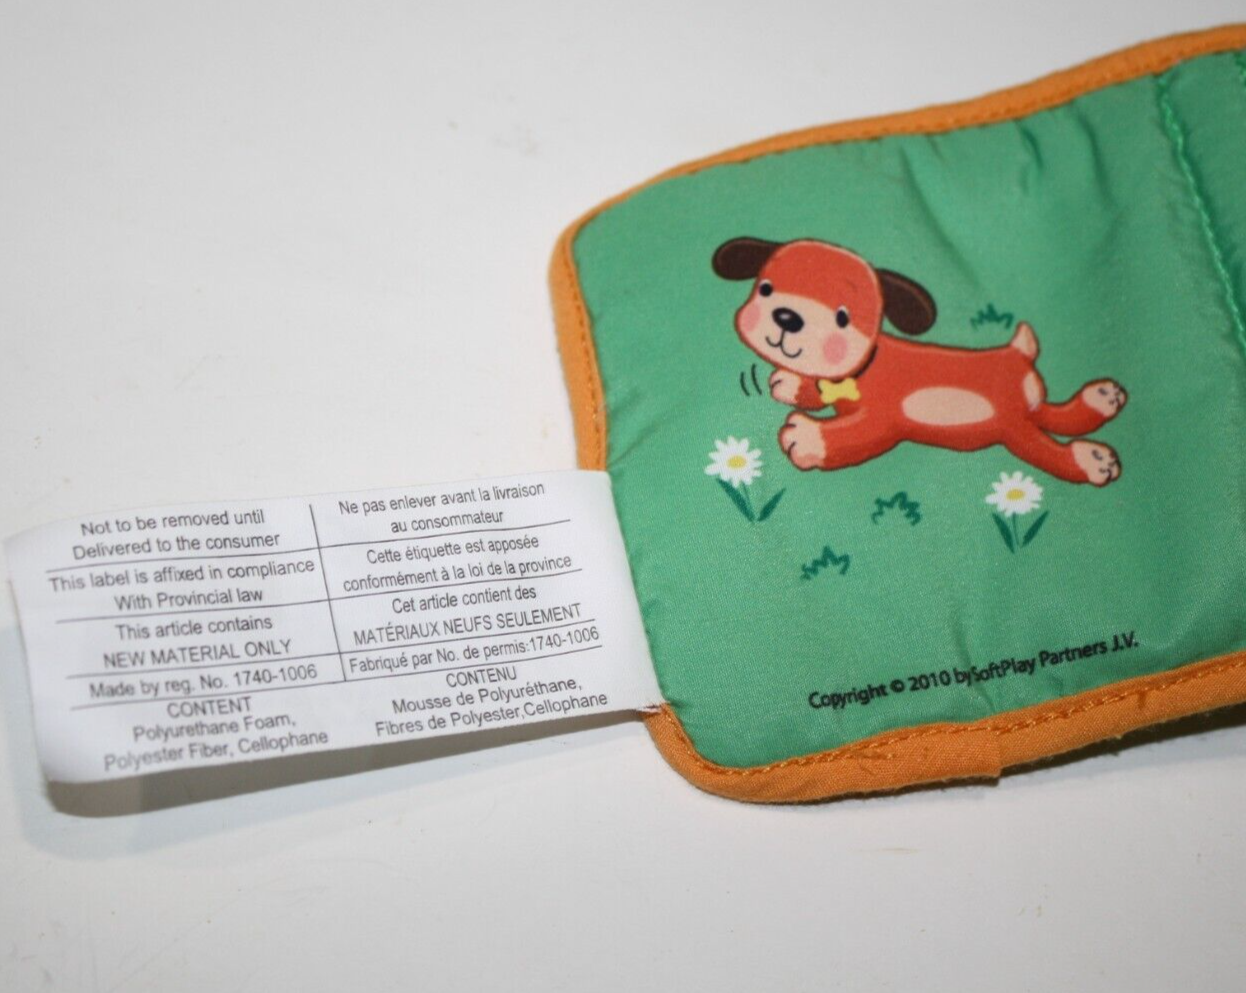 Not to be removed until
Delivered to the consumer
This label is affixed in compliance
With Provincial law
This article contains
NEW MATERIAL ONLY
Made by reg. No. 1740-1006
CONTENT
Polyurethane Foam,
Polyester Fiber, Cellophane
Ne pas enlever avant la livraison
au consommateur
Cette étiquette est apposée
conformément à la loi de la province
Cet article contient des
MATÉRIAUX NEUFS SEULEMENT
Fabriqué par No. de permis:1740-1006
CONTENU
Mousse de Polyuréthane,
Fibres de Polyester,Cellophane
Copyright © 2010 bySoftPlay Partners J.V.